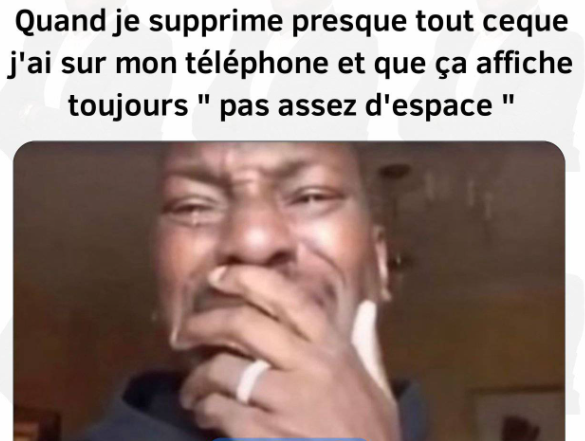 Quand je supprime presque tout ceque
j'ai sur mon téléphone et que ça affiche
toujours " pas assez d'espace "